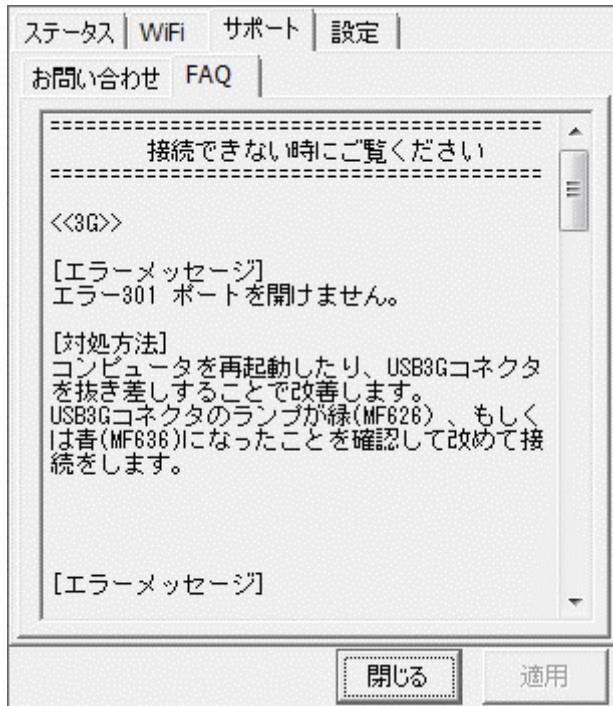 ステータス WiFi サポート 設定
お問い合わせ FAQ
=========================================
接続できない時にご覧ください
=========================================
<<3G>>
[エラーメッセージ]
エラー301 ポートを開けません。
[対処方法]
コンピュータを再起動したり、USB3Gコネクタ
を抜き差しすることで改善します。
USB3Gコネクタのランプが緑(MF626)、もしく
は青(MF636)になったことを確認して改めて接
続をします。
[エラーメッセージ]
閉じる 適用